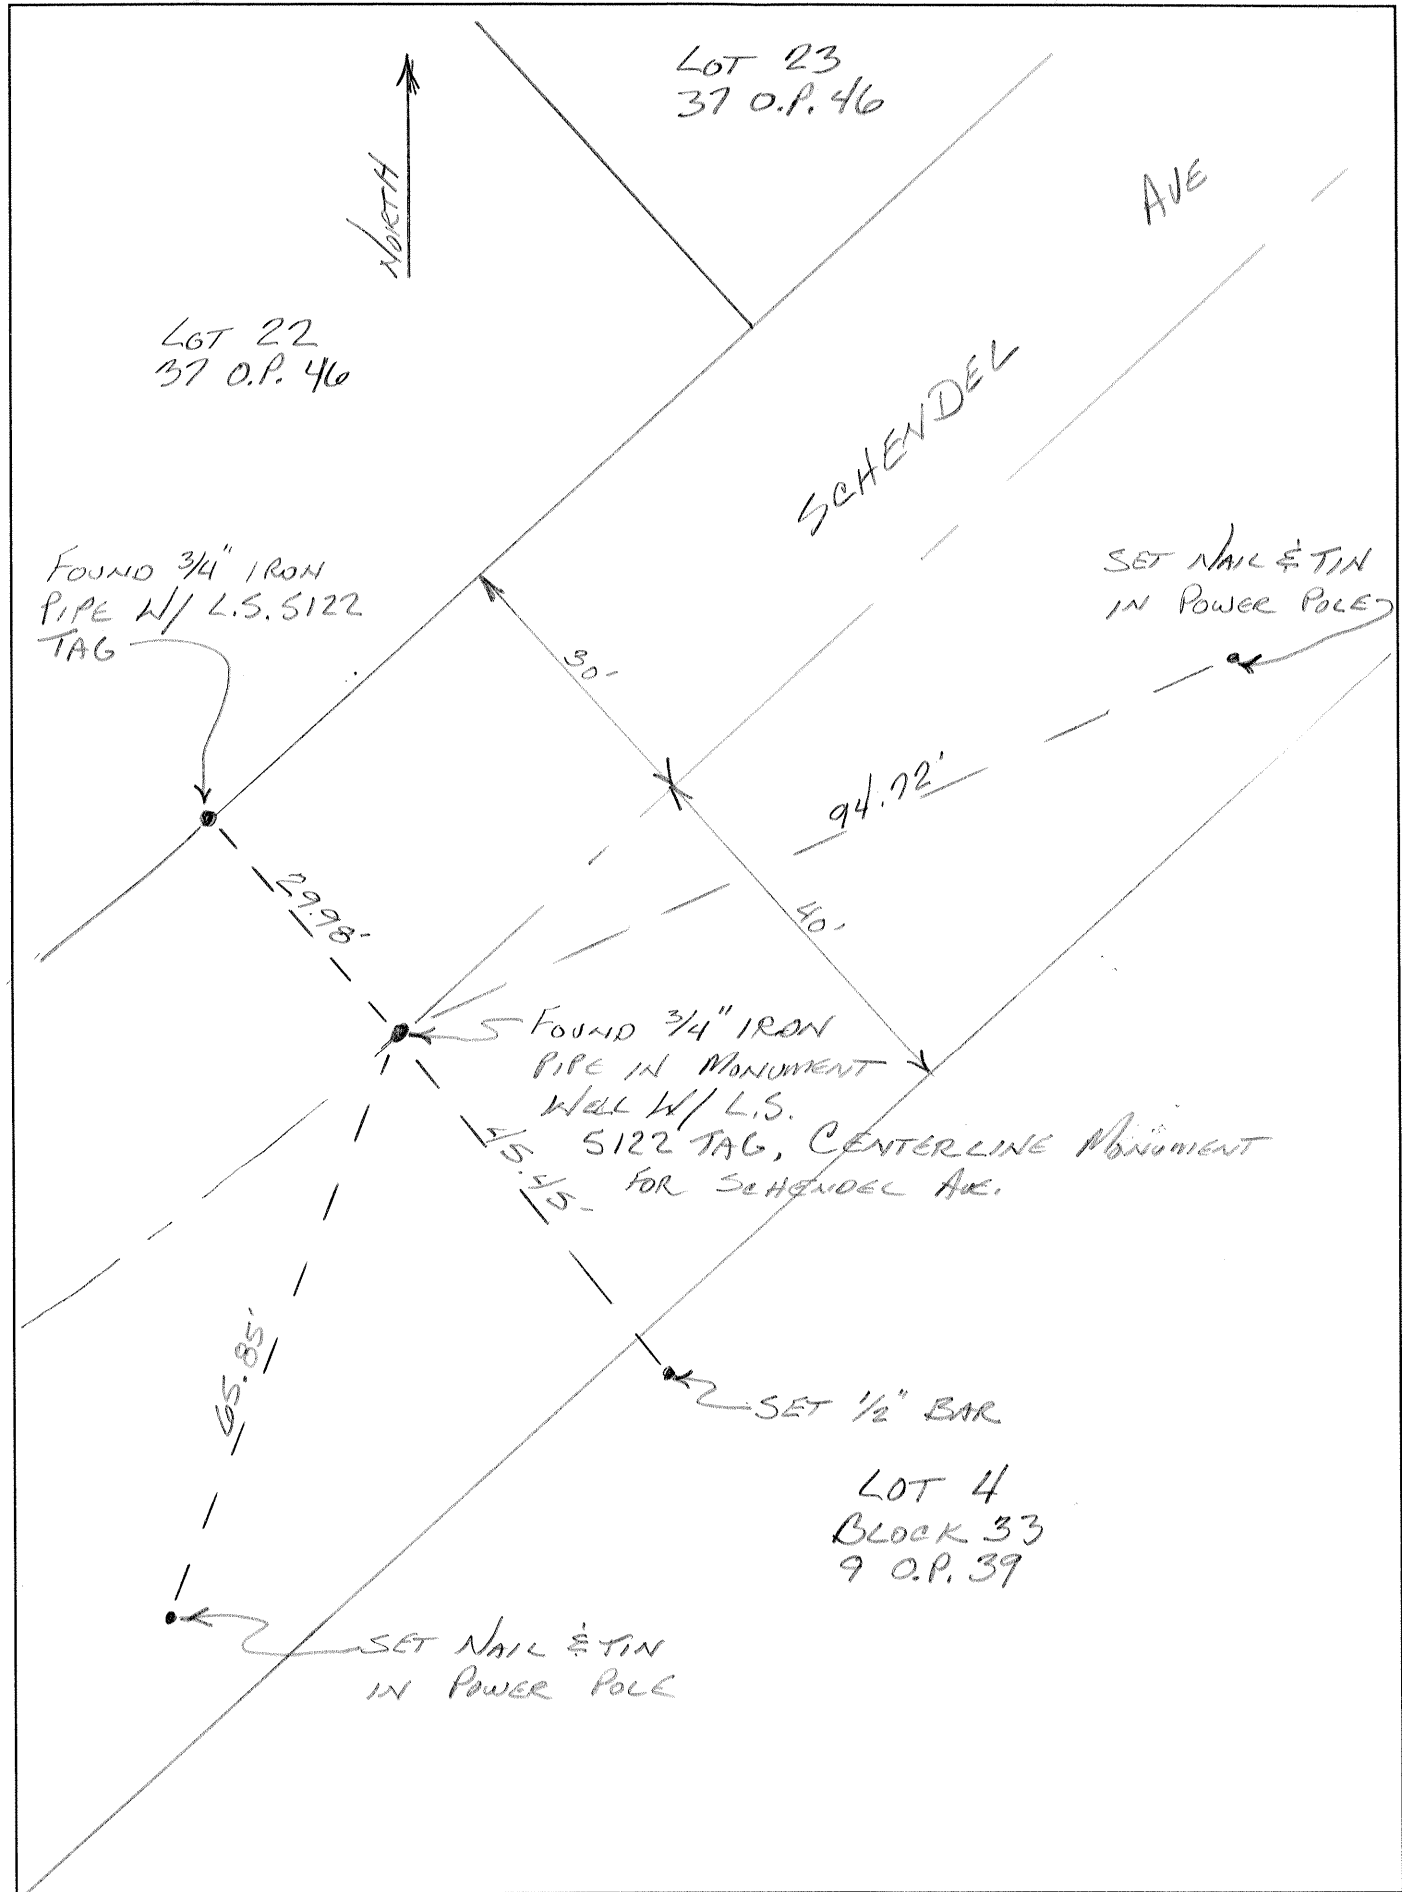 LOT 23
37 O.P. 46
NORTH
AVE
LOT 22
37 O.P. 46
SCHENDEL
FOUND 3/4" IRON
PIPE W/ L.S. 5122
TAG
SET NAIL & TIN
IN POWER POLE
30'
94.72'
29.98'
40'
FOUND 3/4" IRON
PIPE IN MONUMENT
WELL W/ L.S.
5122 TAG, CENTERLINE MONUMENT
FOR SCHENDEL AVE.
45.45'
65.85'
SET 1/2" BAR
LOT 4
BLOCK 33
9 O.P. 39
SET NAIL & TIN
IN POWER POLE